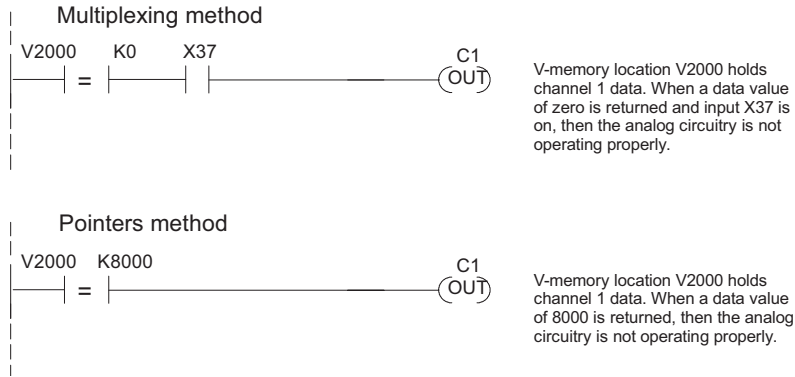 Multiplexing method
V2000 K0 X37 C1
= OUT
V-memory location V2000 holds
channel 1 data. When a data value
of zero is returned and input X37 is
on, then the analog circuitry is not
operating properly.
Pointers method
V2000 K8000 C1
= OUT
V-memory location V2000 holds
channel 1 data. When a data value
of 8000 is returned, then the analog
circuitry is not operating properly.